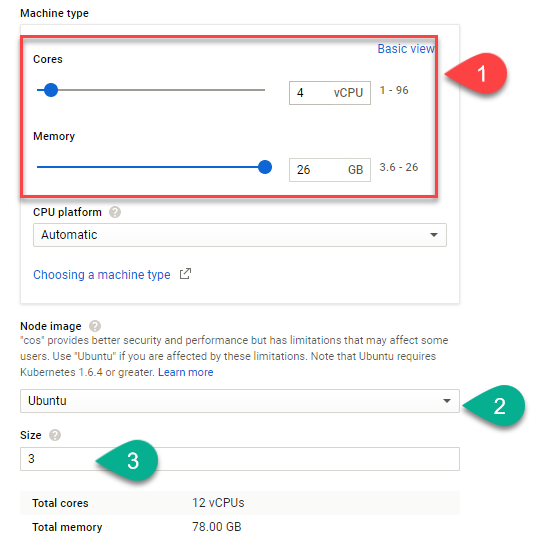 Machine type
Basic view
Cores
4 vCPU 1 - 96
1
Memory
26 GB 3.6 - 26
CPU platform ?
Automatic
Choosing a machine type
Node image ?
"cos" provides better security and performance but has limitations that may affect some
users. Use "Ubuntu" if you are affected by these limitations. Note that Ubuntu requires
Kubernetes 1.6.4 or greater. Learn more
Ubuntu
2
Size ?
3
3
Total cores 12 vCPUs
Total memory 78.00 GB